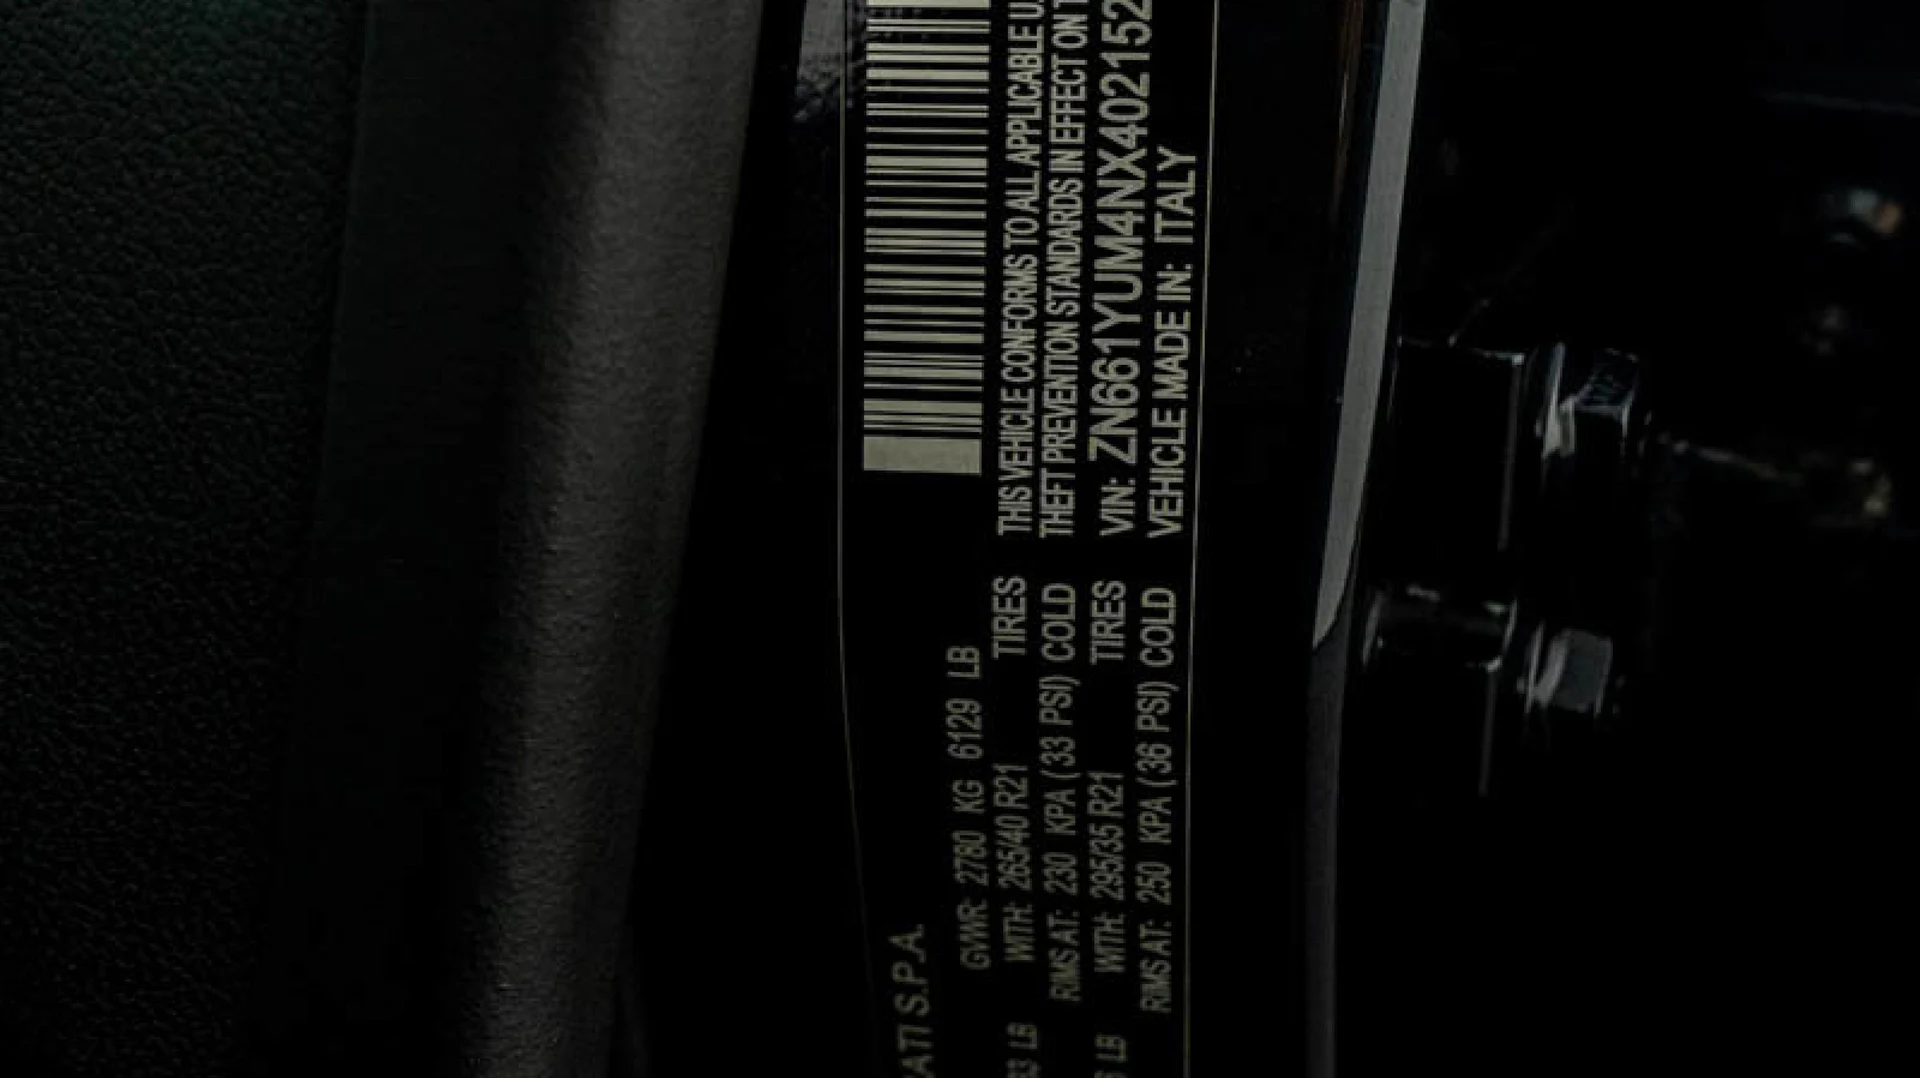 ATI S.P.A.
GVWR: 2780 KG 6129 LB
LB WITH: 265/40 R21 TIRES
RIMS AT: 230 KPA (33 PSI) COLD
LB WITH: 295/35 R21 TIRES
RIMS AT: 250 KPA (36 PSI) COLD
THIS VEHICLE CONFORMS TO ALL APPLICABLE U.
THEFT PREVENTION STANDARDS IN EFFECT ON T
VIN: ZN661YUM4NX402152
VEHICLE MADE IN: ITALY